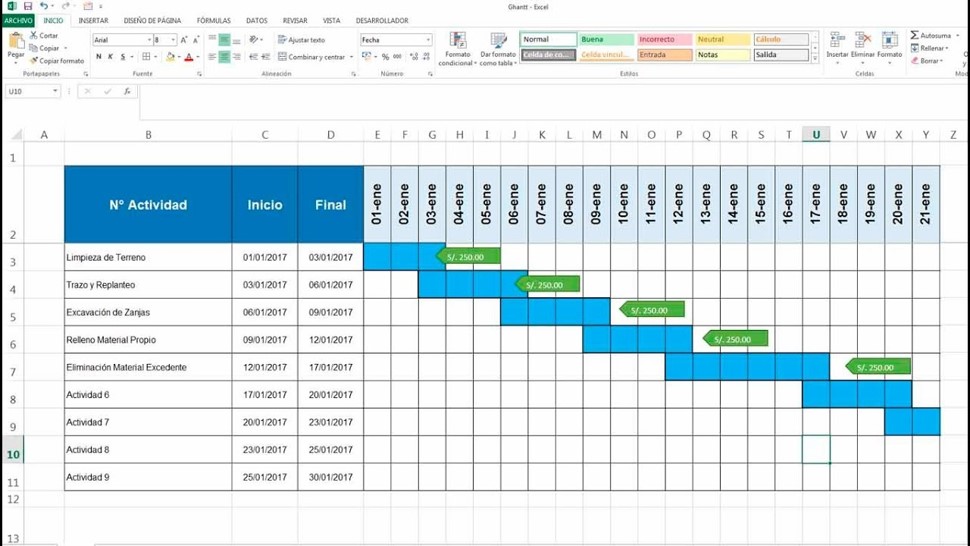 Ghantt - Excel
ARCHIVO INICIO INSERTAR DISEÑO DE PÁGINA FÓRMULAS DATOS REVISAR VISTA DESARROLLADOR
Cortar
Copiar
Copiar formato
Pegar
Portapapeles
Arial 8
N K S
Fuente
Ajustar texto
Combinar y centrar
Alineación
Fecha
% 000
Número
Formato condicional
Dar formato como tabla
Normal Buena Incorrecto Neutral Cálculo
Celda de co... Celda vincul... Entrada Notas Salida
Estilos
Insertar Eliminar Formato
Celdas
Autosuma
Rellenar
Borrar
U10
fx
A B C D E F G H I J K L M N O P Q R S T U V W X Y Z
1
2 N° Actividad Inicio Final 01-ene 02-ene 03-ene 04-ene 05-ene 06-ene 07-ene 08-ene 09-ene 10-ene 11-ene 12-ene 13-ene 14-ene 15-ene 16-ene 17-ene 18-ene 19-ene 20-ene 21-ene
3 Limpieza de Terreno 01/01/2017 03/01/2017 S/. 250.00
4 Trazo y Replanteo 03/01/2017 06/01/2017 S/. 250.00
5 Excavación de Zanjas 06/01/2017 09/01/2017 S/. 250.00
6 Relleno Material Propio 09/01/2017 12/01/2017 S/. 250.00
7 Eliminación Material Excedente 12/01/2017 17/01/2017 S/. 250.00
8 Actividad 6 17/01/2017 20/01/2017
9 Actividad 7 20/01/2017 23/01/2017
10 Actividad 8 23/01/2017 25/01/2017
11 Actividad 9 25/01/2017 30/01/2017
12
13